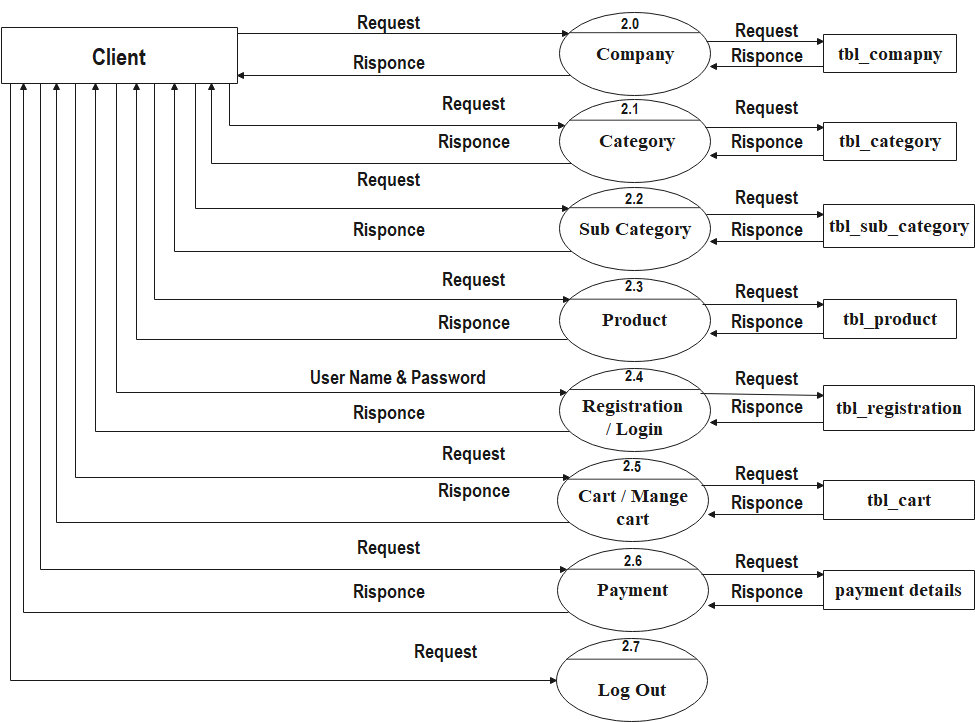 Request
2.0
Client
Company
Request
Risponce
Risponce
tbl_comapny
Request
2.1
Request
Risponce
Category
Risponce
tbl_category
Request
2.2
Request
Risponce
Sub Category
Risponce
tbl_sub_category
Request
2.3
Request
Risponce
Product
Risponce
tbl_product
User Name & Password
2.4
Request
Risponce
Registration
/ Login
Risponce
tbl_registration
Request
2.5
Request
Risponce
Cart / Mange
cart
Risponce
tbl_cart
Request
2.6
Request
Risponce
Payment
Risponce
payment details
Request
2.7
Log Out